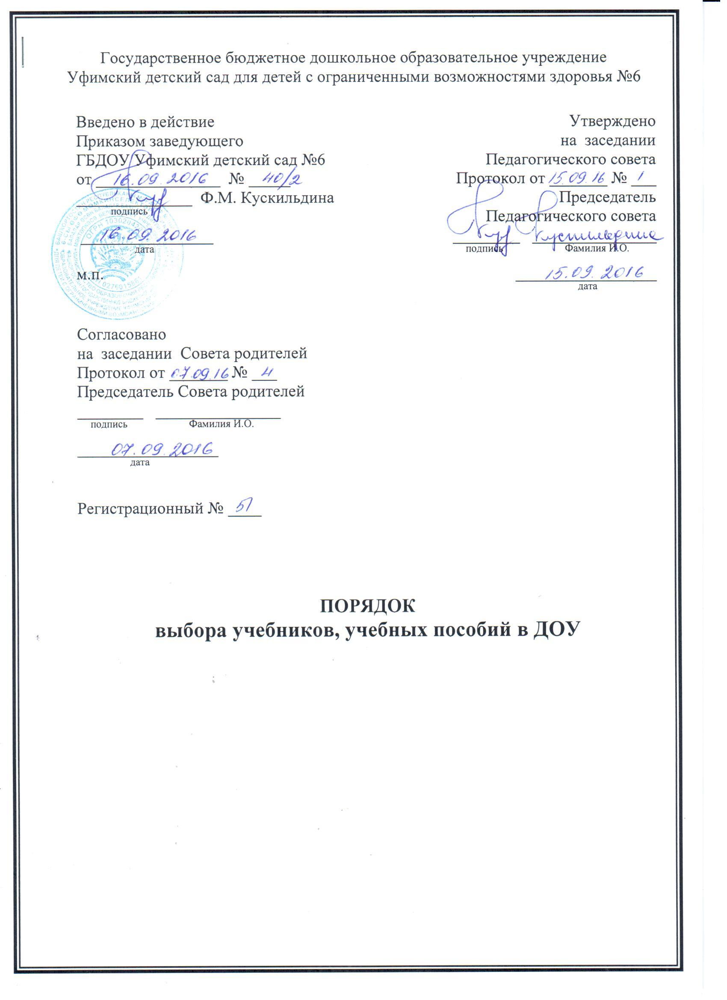 Государственное бюджетное дошкольное образовательное учреждение
Уфимский детский сад для детей с ограниченными возможностями здоровья №6
Введено в действие
Приказом заведующего
ГБДОУ Уфимский детский сад №6
от 16.09.2016 № 40/2
Ф.М. Кускильдина
подпись
16.09.2016
дата
м.п.
Утверждено
на заседании
Педагогического совета
Протокол от 15.09.16 № 1
Председатель
Педагогического совета
Кускильдина
подпись Фамилия И.О.
15.09.2016
дата
Согласовано
на заседании Совета родителей
Протокол от 07.09.16 № 4
Председатель Совета родителей
подпись Фамилия И.О.
07.09.2016
дата
Регистрационный № 51
ПОРЯДОК
выбора учебников, учебных пособий в ДОУ